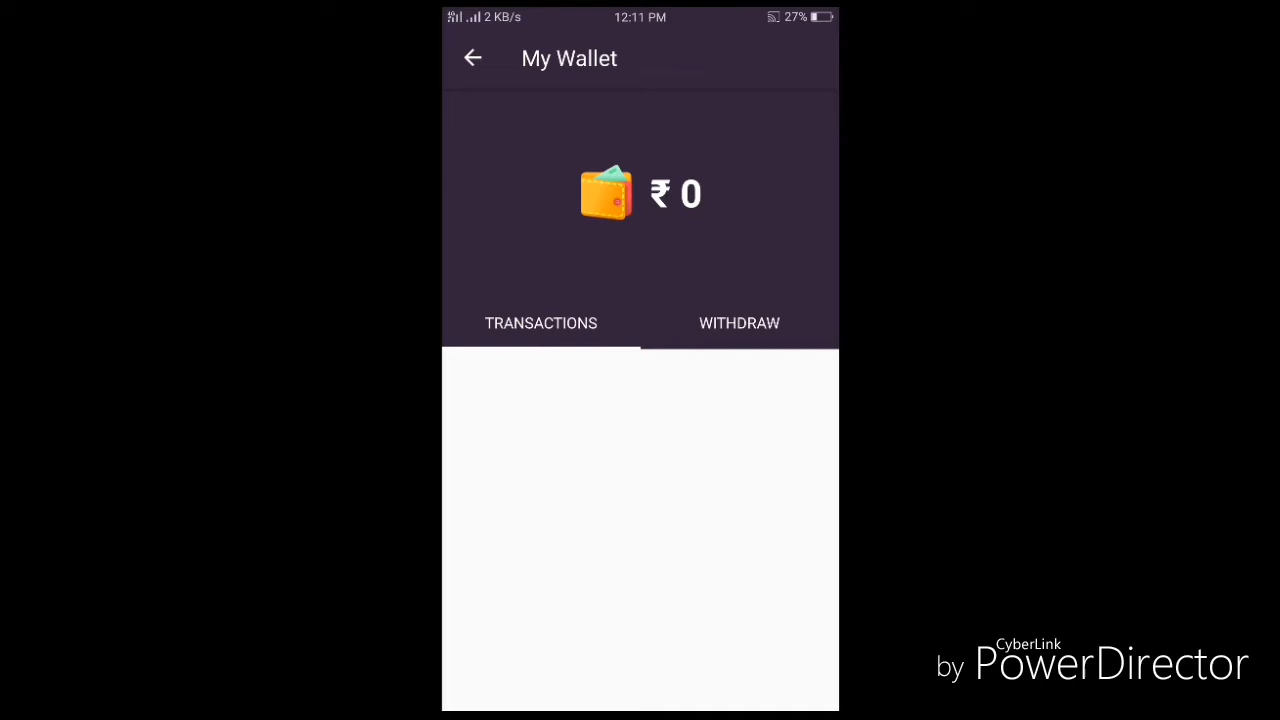 2 KB/s 12:11 PM 27%
My Wallet
₹ 0
TRANSACTIONS WITHDRAW
CyberLink
by PowerDirector